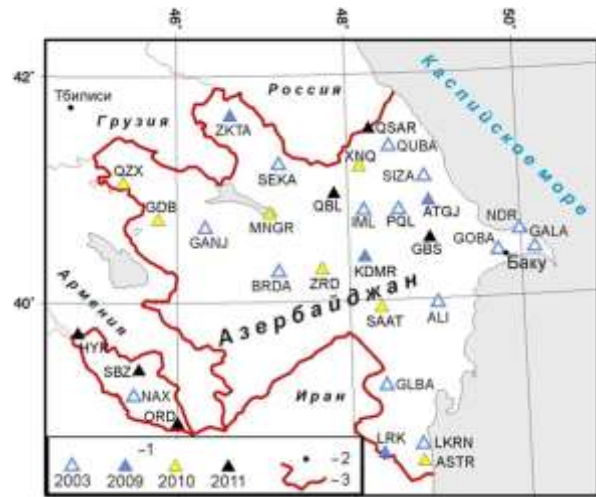 46° 48° 50°
42°
Тбилиси
Россия
Каспийское море
Грузия
ZKTA
QSAR
QUBA
XNQ
QZX
SEKA
SIZA
GDB
QBL
MNGR
IML
PQL
ATGJ
NDR
GANJ
GBS
GOBA
GALA
Баку
BRDA
ZRD
KDMR
Армения
40°
Азербайджан
SAAT
ALI
HYR
SBZ
NAX
Иран
GLBA
ORD
LRK
LKRN
ASTR
–1
–2
2003 2009 2010 2011
–3